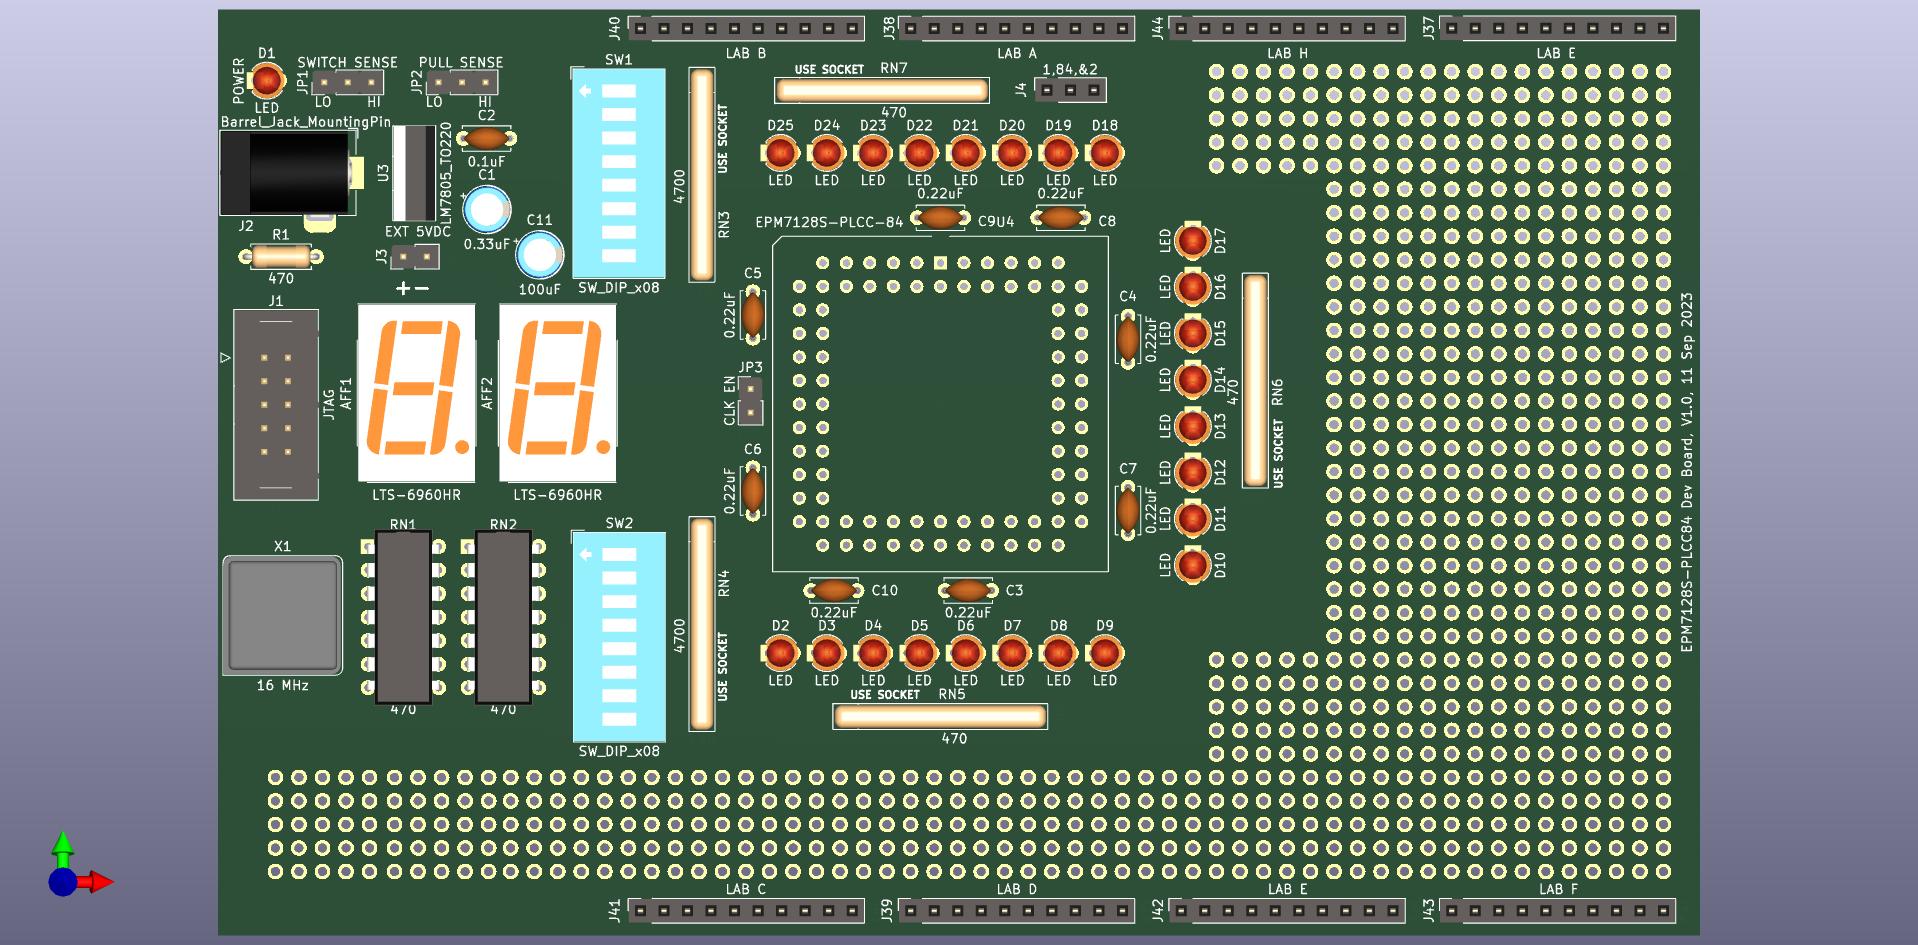 J40
LAB B
J38
LAB A
J44
LAB H
J37
LAB E
D1
POWER
LED
SWITCH SENSE
JP1
LO
HI
PULL SENSE
JP2
LO
HI
SW1
SW_DIP_x08
4700
USE SOCKET
RN3
USE SOCKET
RN7
470
1,84,&2
J4
Barrel_Jack_MountingPin
J2
U3
LM7805_TO220
C2
0.1uF
C1
+
0.33uF
C11
+
100uF
EXT 5VDC
J3
+-
R1
470
D25
D24
D23
D22
D21
D20
D19
D18
LED
LED
LED
LED
LED
LED
LED
LED
0.22uF
C9
0.22uF
C8
EPM7128S-PLCC-84
U4
J1
JTAG
AFF1
LTS-6960HR
AFF2
LTS-6960HR
C5
0.22uF
JP3
CLK EN
C6
0.22uF
C4
0.22uF
C7
0.22uF
LED
D17
LED
D16
LED
D15
LED
D14
LED
D13
LED
D12
LED
D11
LED
D10
470
RN6
USE SOCKET
EPM7128S-PLCC84 Dev Board, V1.0, 11 Sep 2023
X1
16 MHz
RN1
470
RN2
470
SW2
SW_DIP_x08
4700
RN4
USE SOCKET
C10
0.22uF
C3
0.22uF
D2
D3
D4
D5
D6
D7
D8
D9
LED
LED
LED
LED
LED
LED
LED
LED
USE SOCKET
RN5
470
LAB C
J41
LAB D
J39
LAB E
J42
LAB F
J43